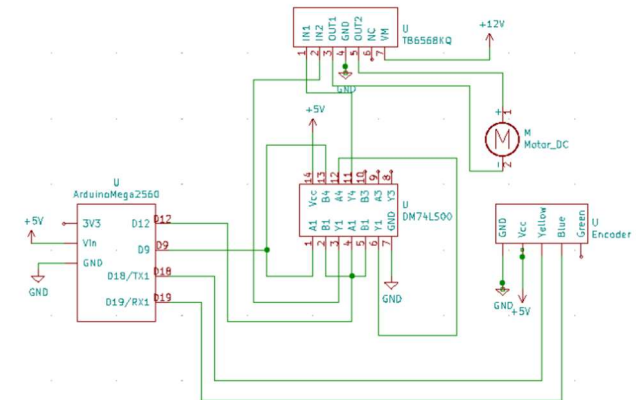 +12V
IN1 IN2 OUT1 GND OUT2 NC VM
U
TB6568KQ
1 2 3 4 5 6 7
GND
+5V
+ 1
M
M
Motor_DC
- 2
14 13 12 11 10 9 8
Vcc B4 A4 Y4 B3 A3 Y3
U
DM74LS00
A1 B1 Y1 A1 B1 Y1 GND
1 2 3 4 5 6 7
GND
U
ArduinoMega2560
+5V
3V3
Vin
GND
D12 D12
D9 D9
D18/TX1 D18
D19/RX1 D19
GND
GND Vcc Yellow Blue Green
U
Encoder
GND
+5V